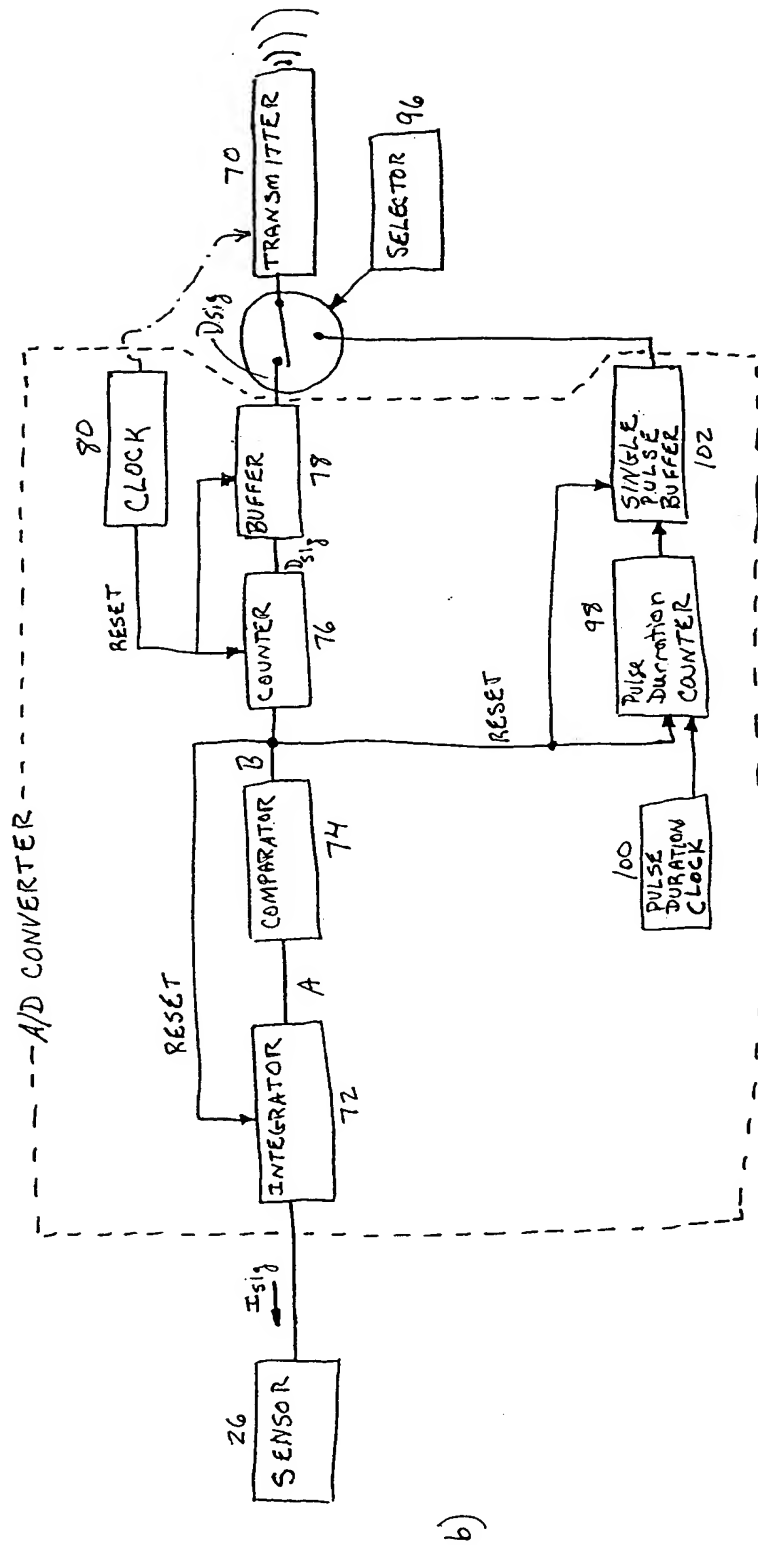 b)
A/D CONVERTER
26
SENSOR
Isig
RESET
INTEGRATOR
72
A
COMPARATOR
74
B
RESET
80
CLOCK
COUNTER
76
Dsig
BUFFER
78
Dsig
70
TRANSMITTER
SELECTOR
96
RESET
100
PULSE
DURATION
CLOCK
98
Pulse
Durration
COUNTER
SINGLE
PULSE
BUFFER
102